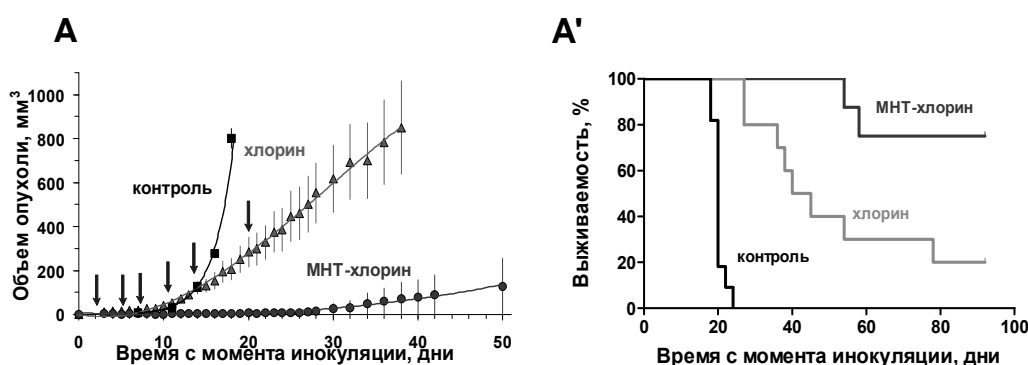 A
Объем опухоли, мм³
1000
800
600
400
200
0
контроль
хлорин
МНТ-хлорин
0 10 20 30 40 50
Время с момента инокуляции, дни
A'
Выживаемость, %
100
80
60
40
20
0
МНТ-хлорин
хлорин
контроль
0 20 40 60 80 100
Время с момента инокуляции, дни